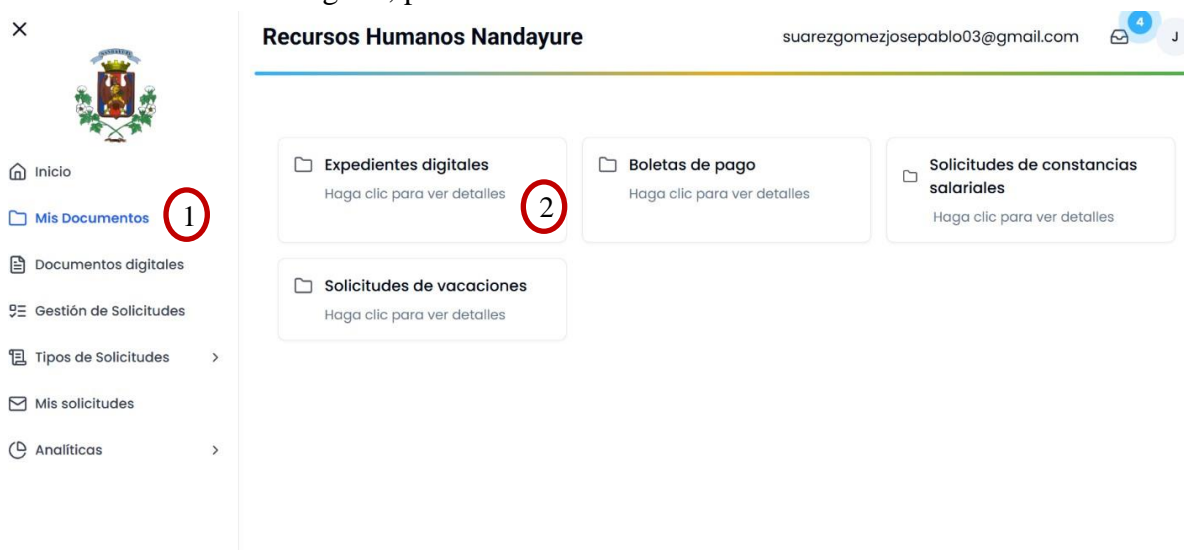 Recursos Humanos Nandayure
suarezgomezjosepablo03@gmail.com
4
J
Inicio
Mis Documentos
1
Documentos digitales
Gestión de Solicitudes
Tipos de Solicitudes
Mis solicitudes
Analíticas
Expedientes digitales
Haga clic para ver detalles
2
Boletas de pago
Haga clic para ver detalles
Solicitudes de constancias
salariales
Haga clic para ver detalles
Solicitudes de vacaciones
Haga clic para ver detalles